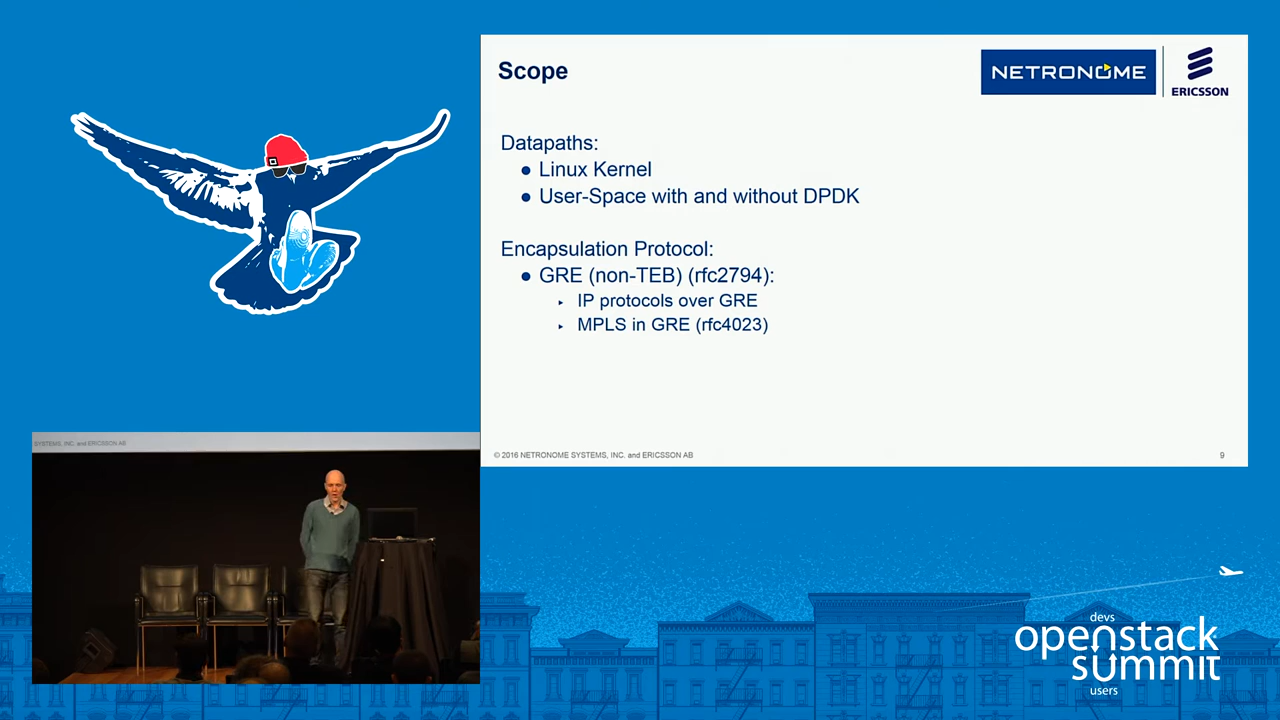 Scope
NETRONOME
ERICSSON
Datapaths:
● Linux Kernel
● User-Space with and without DPDK
Encapsulation Protocol:
● GRE (non-TEB) (rfc2794):
▸ IP protocols over GRE
▸ MPLS in GRE (rfc4023)
© 2016 NETRONOME SYSTEMS, INC. and ERICSSON AB
9
SYSTEMS, INC. and ERICSSON AB
devs
openstack
summit
users